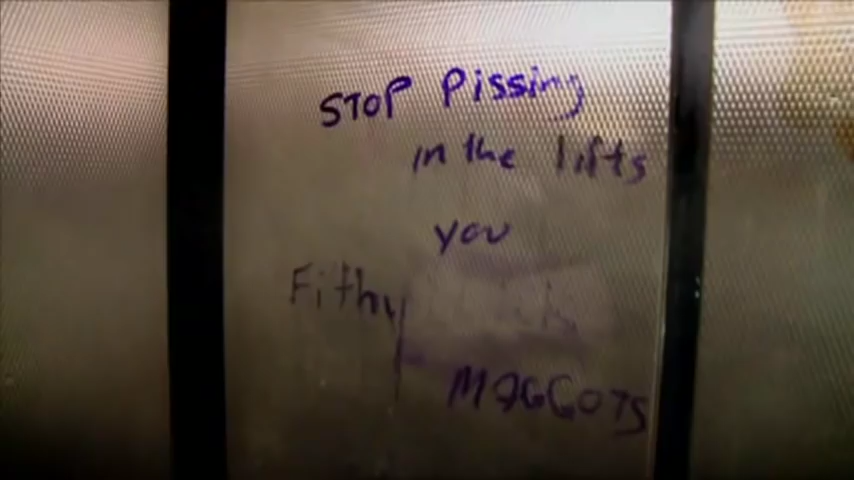 STOP Pissing
in the lifts
you
Fithy
MAGGOTS